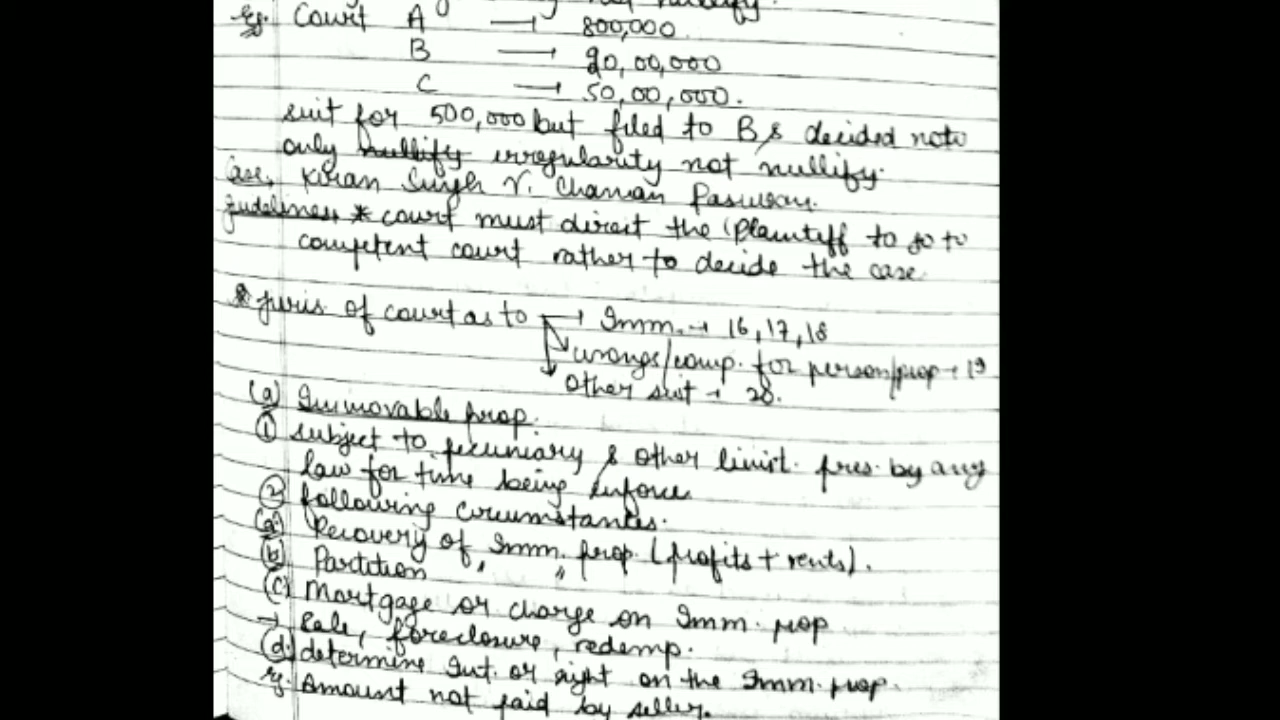 not nullify.
eg. Court A → 800,000
B → 20,00,000
C → 50,00,000.
suit for 500,000 but filed to B & decided note
only nullify irregularity not nullify.
Case, Kiran Singh V. Chaman Paswan.
guidelines * court must direct the Plaintiff to go to
competent court rather to decide the case
* juris of court as to → Imm. → 16, 17, 18
wrongs/comp. for person/prop → 19
Other suit → 20.
(a) Immovable prop.
① subject to pecuniary & other limit. pres. by any
law for time being enforce
② following circumstances.
(a) Recovery of Imm. prop (profits + rents).
(b) Partition " "
(c) Mortgage or charge on Imm. prop
→ Sale, foreclosure, redemp.
(d) determine Int. or right on the Imm. prop.
eg. Amount not paid by seller.